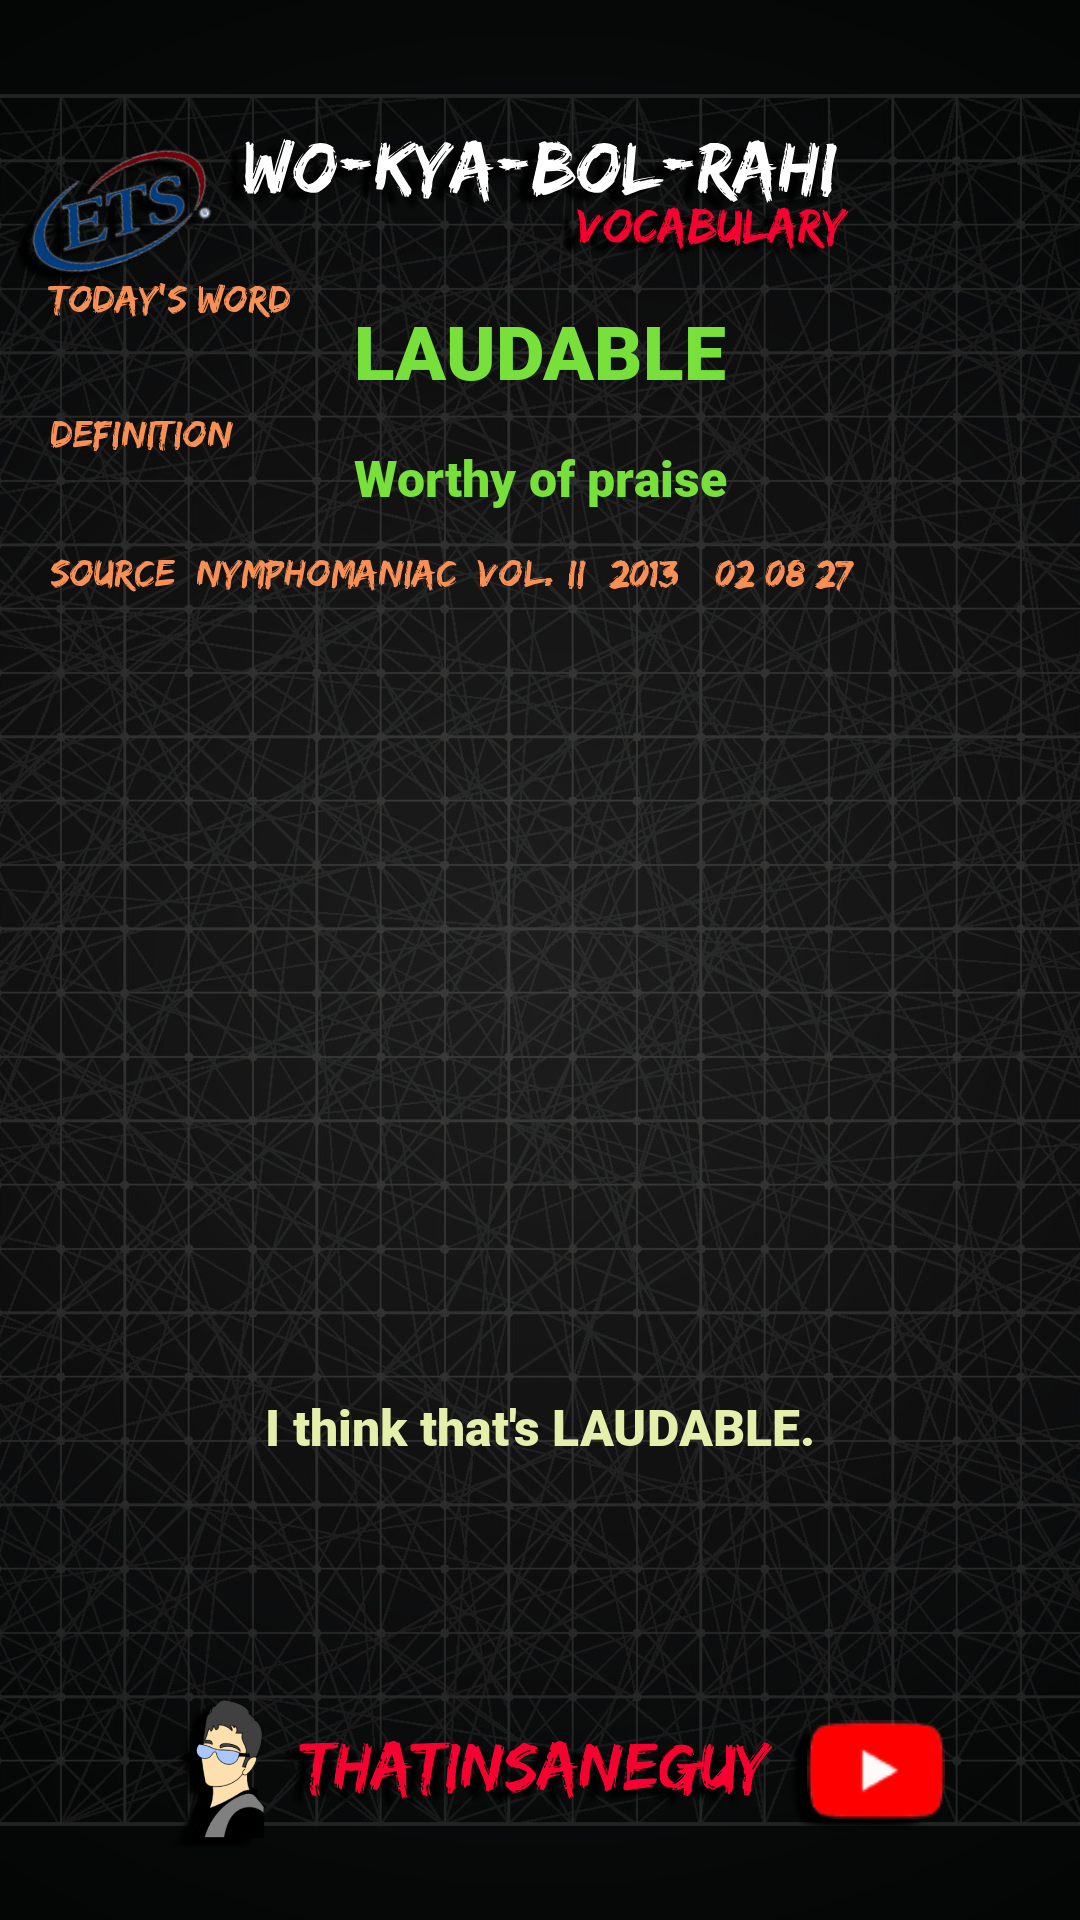 ETS
WO-KYA-BOL-RAHI
VOCABULARY
TODAY'S WORD
LAUDABLE
DEFINITION
Worthy of praise
SOURCE NYMPHOMANIAC VOL. II 2013 02 08 27
I think that's LAUDABLE.
THATINSANEGUY